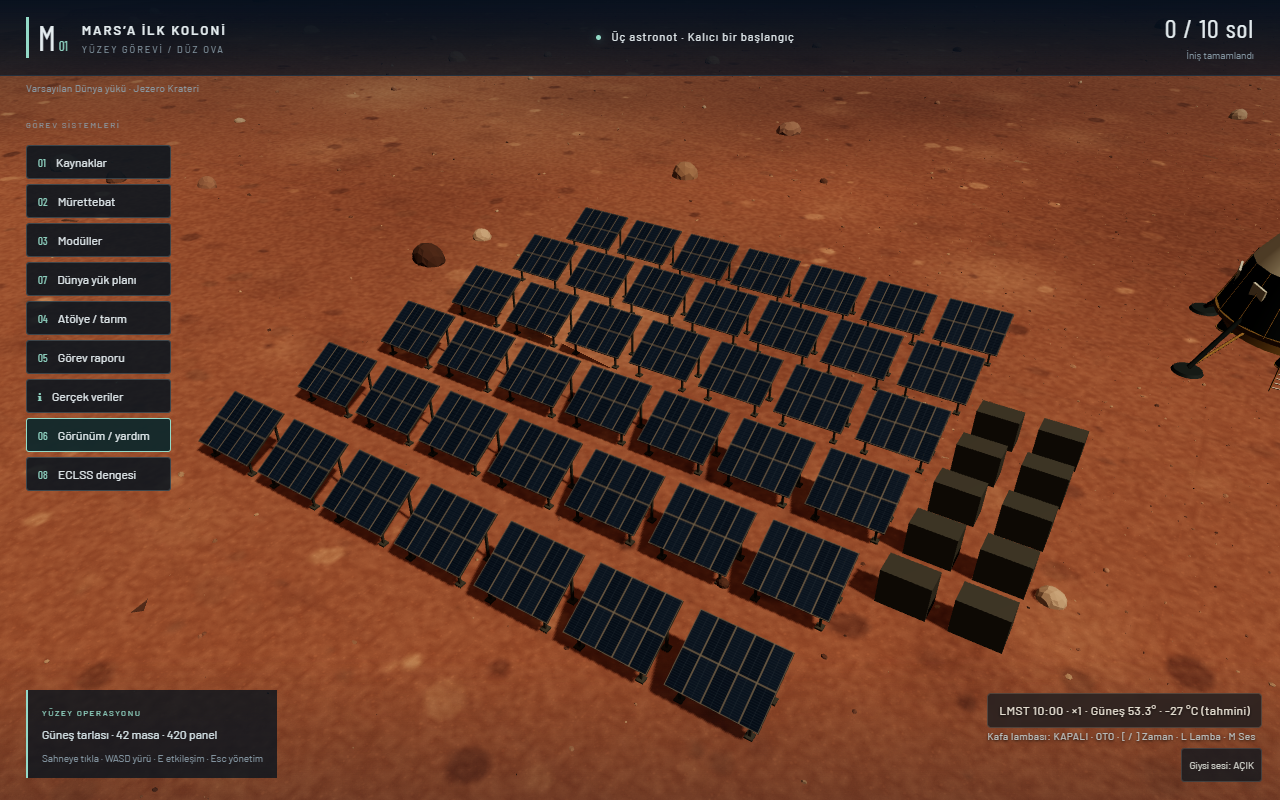 M 01
MARS'A İLK KOLONİ
YÜZEY GÖREVİ / DÜZ OVA
Üç astronot · Kalıcı bir başlangıç
0 / 10 sol
İniş tamamlandı
Varsayılan Dünya yükü · Jezero Krateri
GÖREV SİSTEMLERİ
01 Kaynaklar
02 Mürettebat
03 Modüller
07 Dünya yük planı
04 Atölye / tarım
05 Görev raporu
i Gerçek veriler
06 Görünüm / yardım
08 ECLSS dengesi
YÜZEY OPERASYONU
Güneş tarlası · 42 masa · 420 panel
Sahneye tıkla · WASD yürü · E etkileşim · Esc yönetim
LMST 10:00 · ×1 · Güneş 53.3° · -27 °C (tahmini)
Kafa lambası: KAPALI · OTO · [ / ] Zaman · L Lamba · M Ses
Giysi sesi: AÇIK